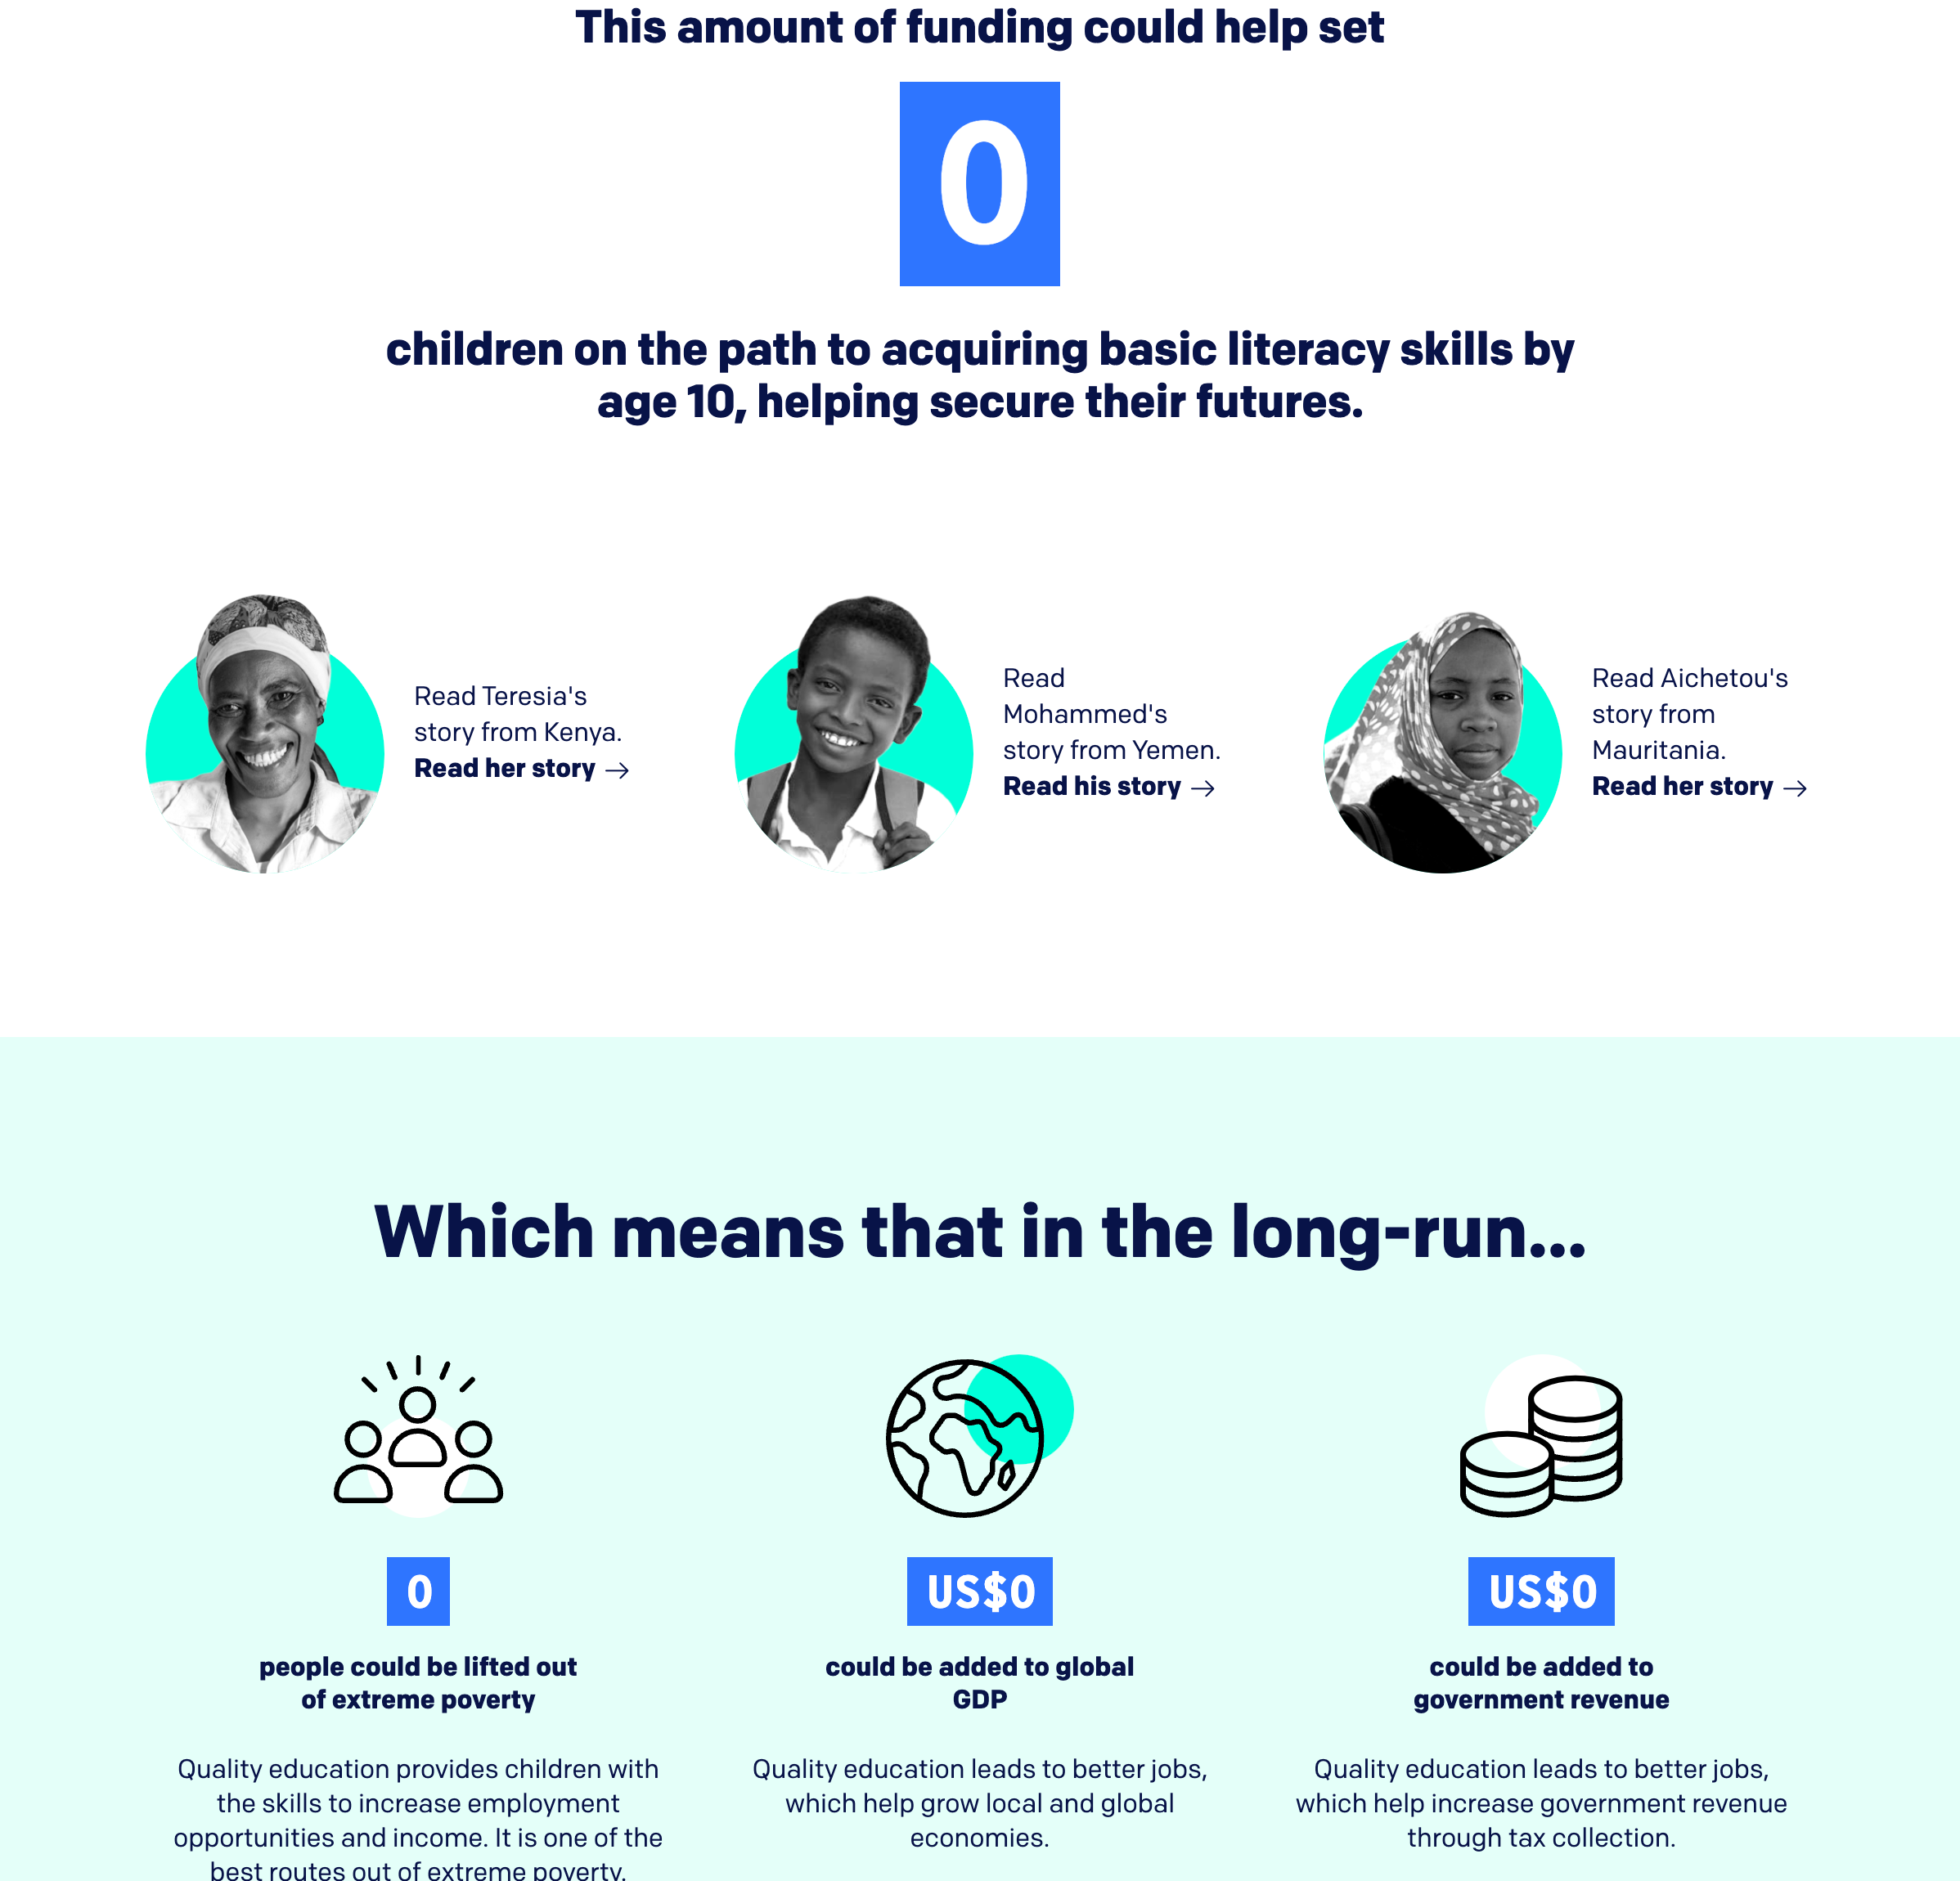 This amount of funding could help set
0
children on the path to acquiring basic literacy skills by
age 10, helping secure their futures.
Read Teresia's
story from Kenya.
Read her story →
Read
Mohammed's
story from Yemen.
Read his story →
Read Aichetou's
story from
Mauritania.
Read her story →
Which means that in the long-run...
0
people could be lifted out
of extreme poverty
Quality education provides children with
the skills to increase employment
opportunities and income. It is one of the
best routes out of extreme poverty.
US$0
could be added to global
GDP
Quality education leads to better jobs,
which help grow local and global
economies.
US$0
could be added to
government revenue
Quality education leads to better jobs,
which help increase government revenue
through tax collection.